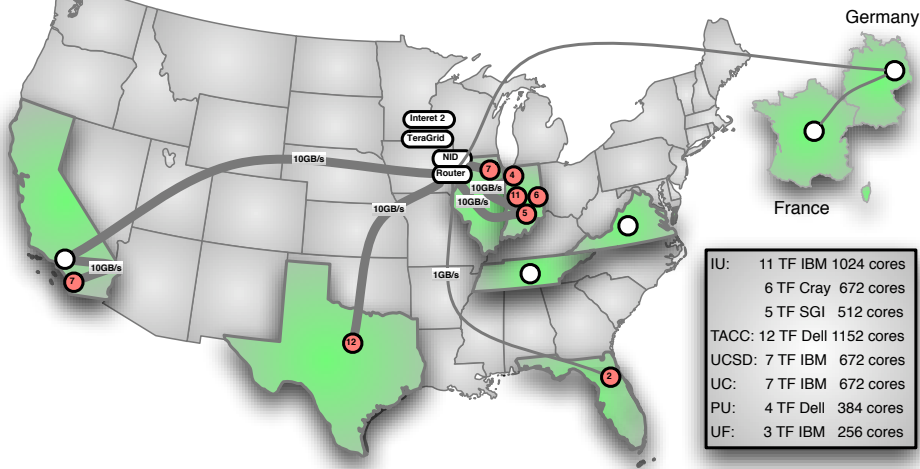 Germany
Interet 2
TeraGrid
NID
Router
10GB/s
7
4
10GB/s
11
6
10GB/s
5
10GB/s
France
10GB/s
7
1GB/s
12
2
IU: 11 TF IBM 1024 cores
6 TF Cray 672 cores
5 TF SGI 512 cores
TACC: 12 TF Dell 1152 cores
UCSD: 7 TF IBM 672 cores
UC: 7 TF IBM 672 cores
PU: 4 TF Dell 384 cores
UF: 3 TF IBM 256 cores